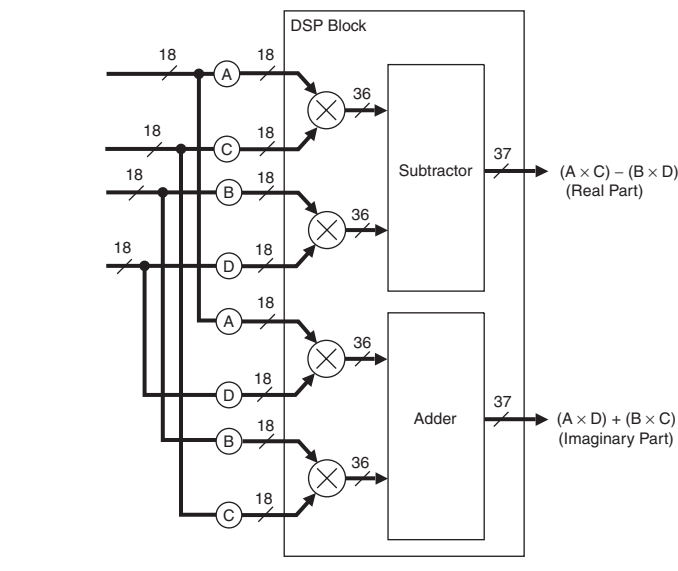 DSP Block
18
A
18
36
18
C
18
Subtractor
37
(A × C) – (B × D)
(Real Part)
18
B
18
36
18
D
18
A
18
36
D
18
Adder
37
(A × D) + (B × C)
(Imaginary Part)
B
18
36
C
18